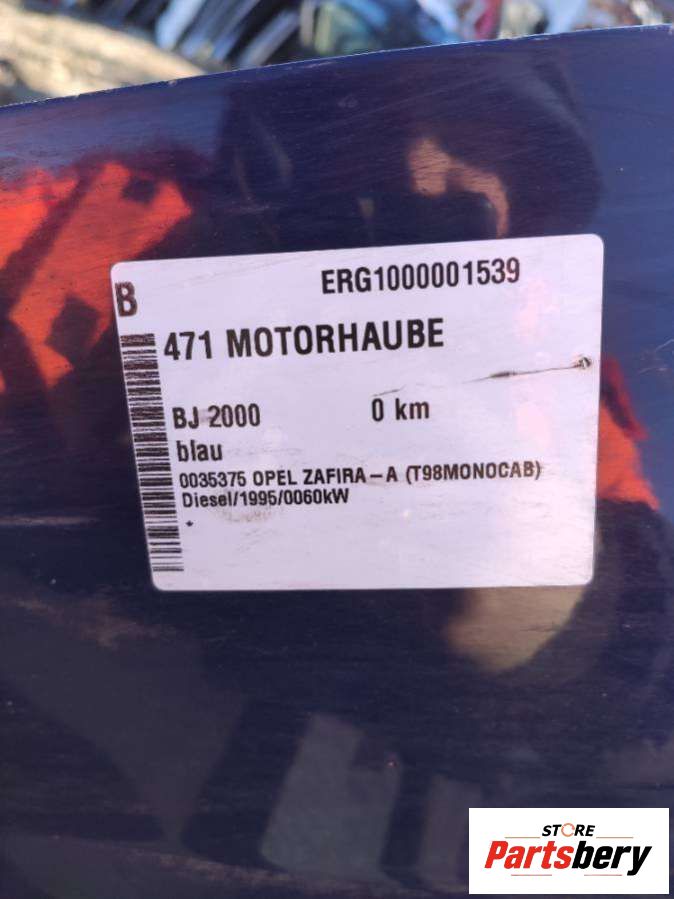 B
ERG1000001539
471 MOTORHAUBE
BJ 2000 0 km
blau
0035375 OPEL ZAFIRA-A (T98MONOCAB)
Diesel/1995/0060kW
*
STORE
Partsbery